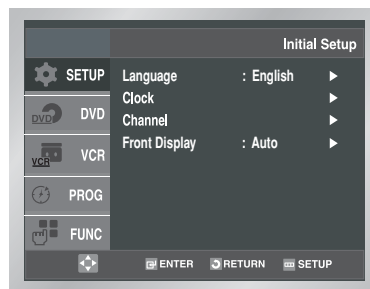 Initial Setup
SETUP
Language : English ►
Clock ►
Channel ►
Front Display : Auto ►
DVD DVD
VCR VCR
PROG
FUNC
ENTER RETURN SETUP